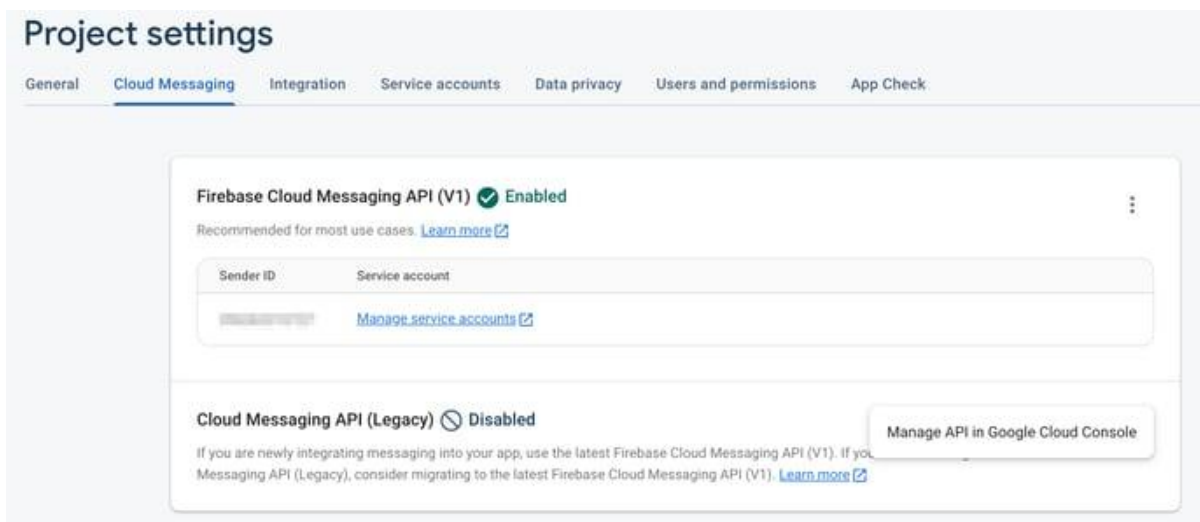 Project settings
General Cloud Messaging Integration Service accounts Data privacy Users and permissions App Check
Firebase Cloud Messaging API (V1) Enabled
Recommended for most use cases. Learn more
Sender ID Service account
Manage service accounts
Cloud Messaging API (Legacy) Disabled
Manage API in Google Cloud Console
If you are newly integrating messaging into your app, use the latest Firebase Cloud Messaging API (V1). If
Messaging API (Legacy), consider migrating to the latest Firebase Cloud Messaging API (V1). Learn more